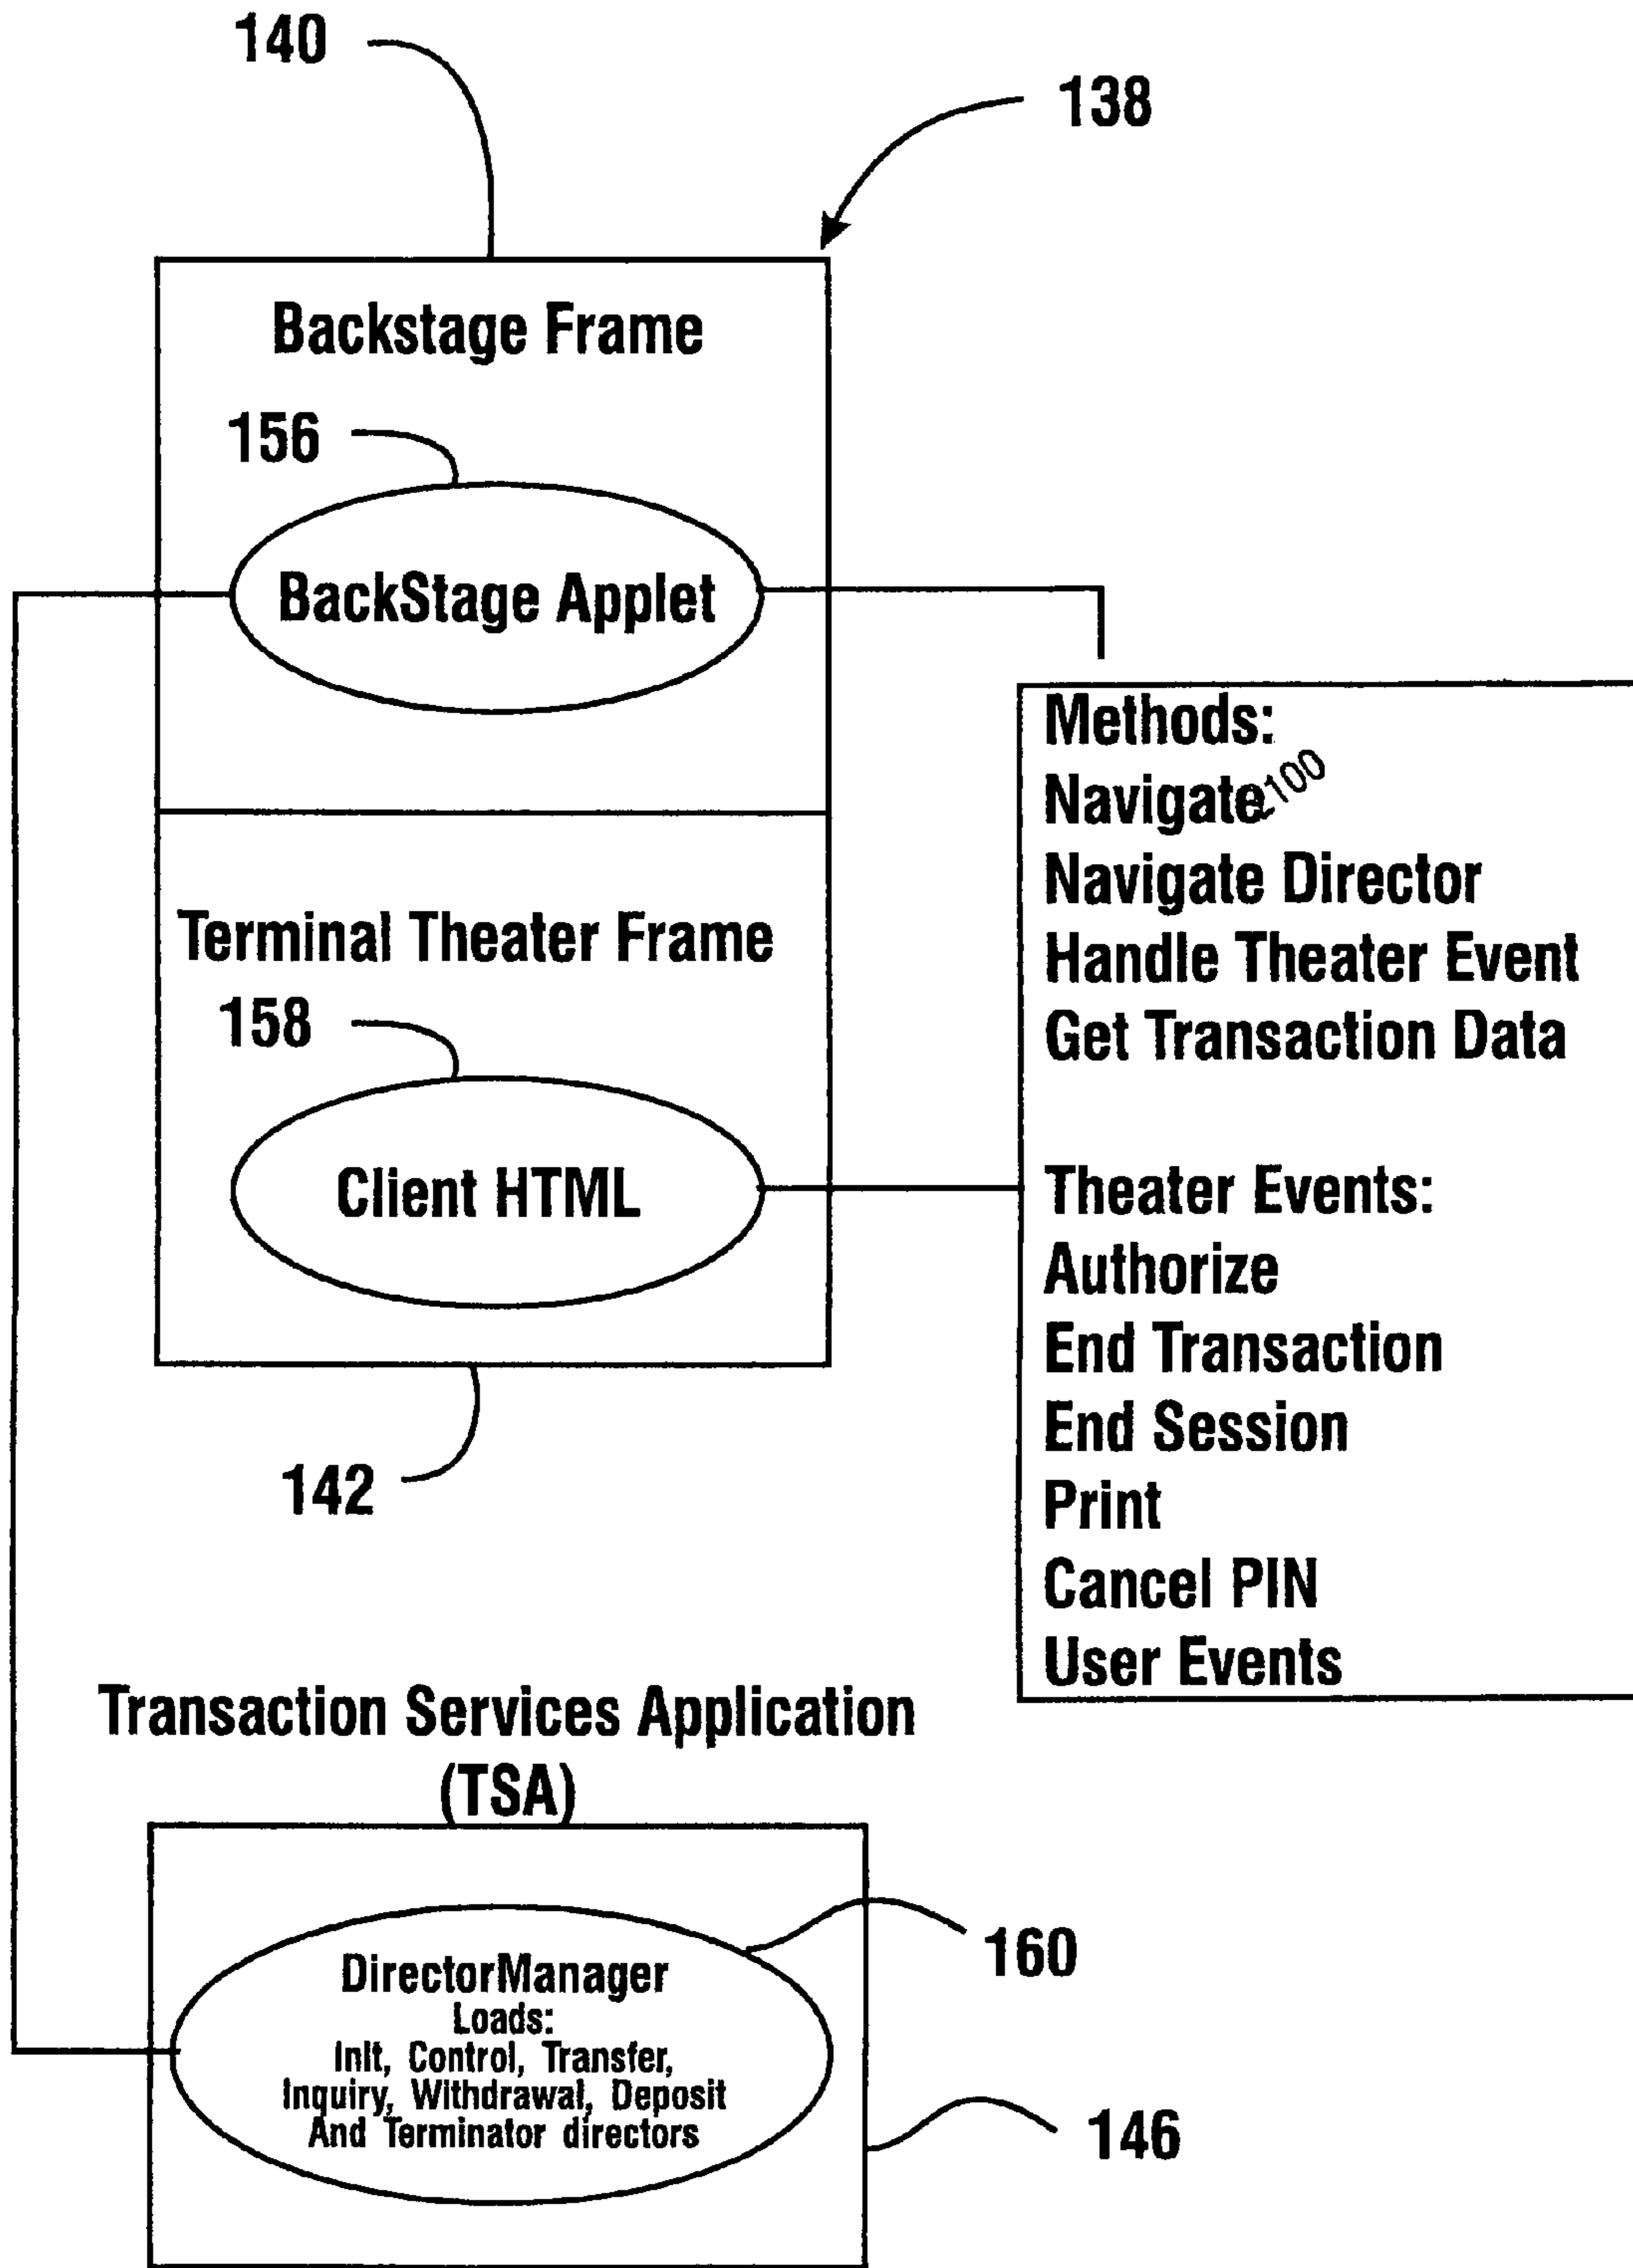 140
138
Backstage Frame
156
BackStage Applet
Methods:
Navigate
2100
Navigate Director
Handle Theater Event
Get Transaction Data
Terminal Theater Frame
158
Client HTML
Theater Events:
Authorize
End Transaction
End Session
Print
Cancel PIN
User Events
142
Transaction Services Application
(TSA)
DirectorManager
Loads:
Init, Control, Transfer,
Inquiry, Withdrawal, Deposit
And Terminator directors
160
146